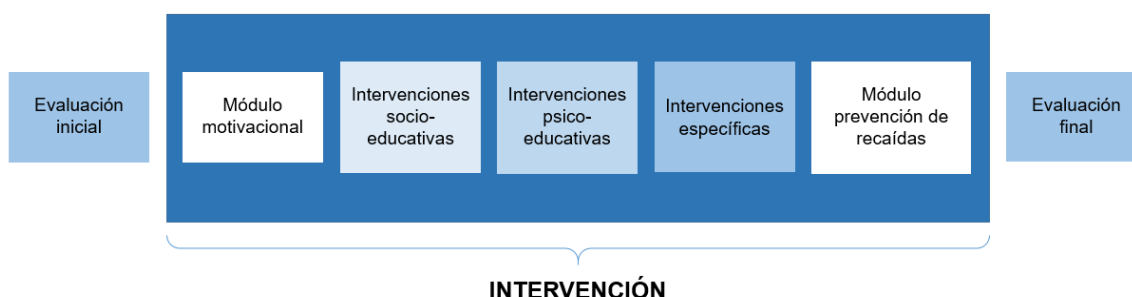 Evaluación
inicial
Módulo
motivacional
Intervenciones
socio-
educativas
Intervenciones
psico-
educativas
Intervenciones
específicas
Módulo
prevención de
recaídas
Evaluación
final
INTERVENCIÓN